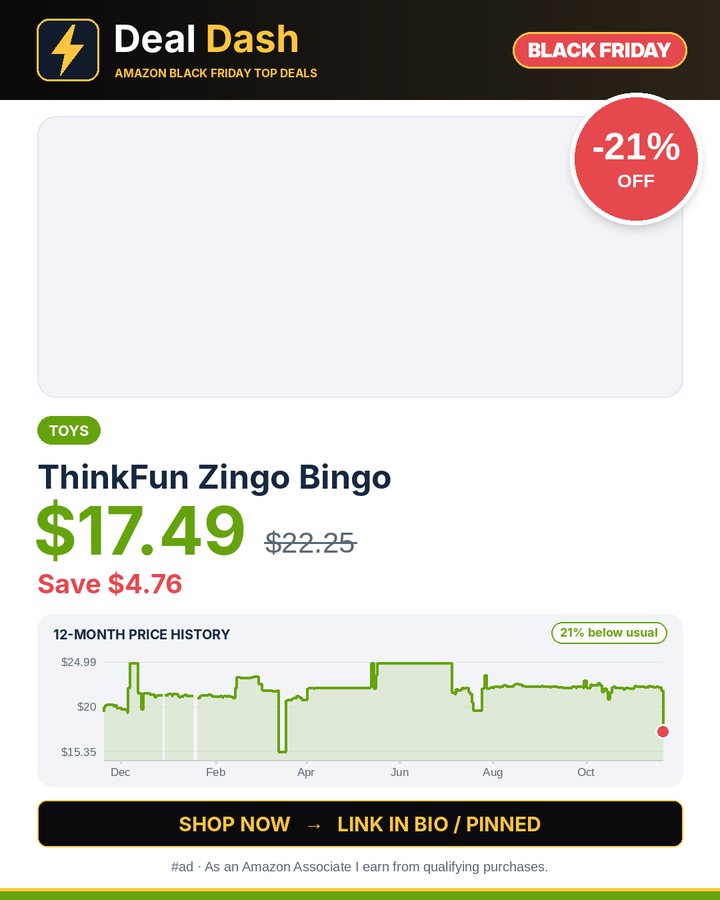 Deal Dash
AMAZON BLACK FRIDAY TOP DEALS
BLACK FRIDAY
-21%
OFF
TOYS
ThinkFun Zingo Bingo
$17.49 $22.25
Save $4.76
12-MONTH PRICE HISTORY
21% below usual
$24.99
$20
$15.35
Dec Feb Apr Jun Aug Oct
SHOP NOW → LINK IN BIO / PINNED
#ad · As an Amazon Associate I earn from qualifying purchases.